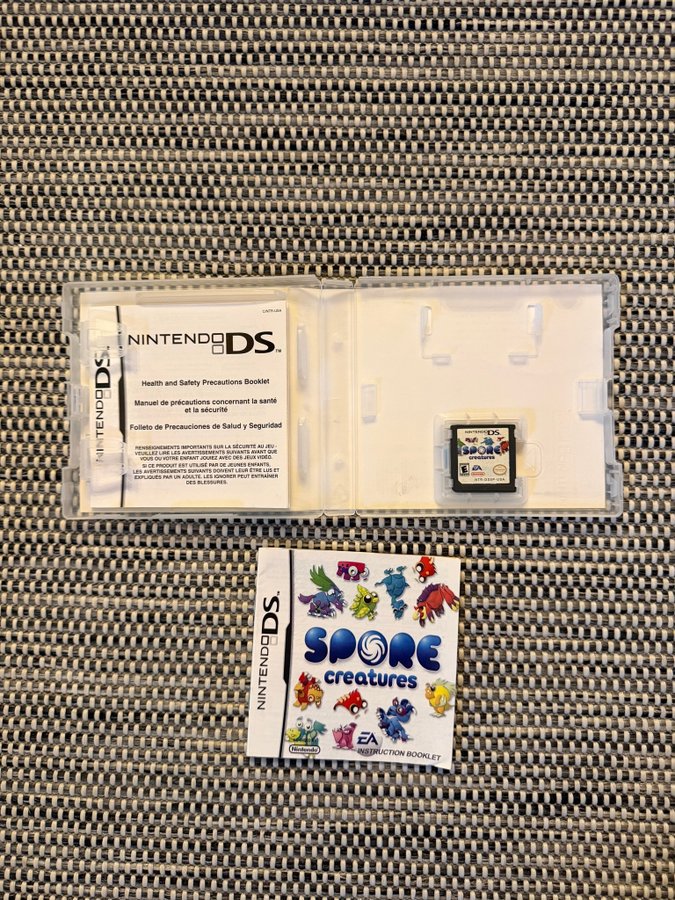 UNTR-USA
NINTENDO DS™
NINTENDO DS.
Health and Safety Precautions Booklet
Manuel de précautions concernant la santé
et la sécurité
Folleto de Precauciones de Salud y Seguridad
RENSEIGNEMENTS IMPORTANTS SUR LA SÉCURITÉ AU JEU -
VEUILLEZ LIRE LES AVERTISSEMENTS SUIVANTS AVANT QUE
VOUS OU VOTRE ENFANT JOUIEZ AVEC DES JEUX VIDÉO.
SI CE PRODUIT EST UTILISÉ PAR DE JEUNES ENFANTS,
LES AVERTISSEMENTS SUIVANTS DOIVENT LEUR ÊTRE LUS ET
EXPLIQUÉS PAR UN ADULTE. LES IGNORER PEUT ENTRAÎNER
DES BLESSURES.
NINTENDO DS
SPORE
creatures
E
EA
NINTENDO DS.
SPORE
creatures
Nintendo
EA
INSTRUCTION BOOKLET